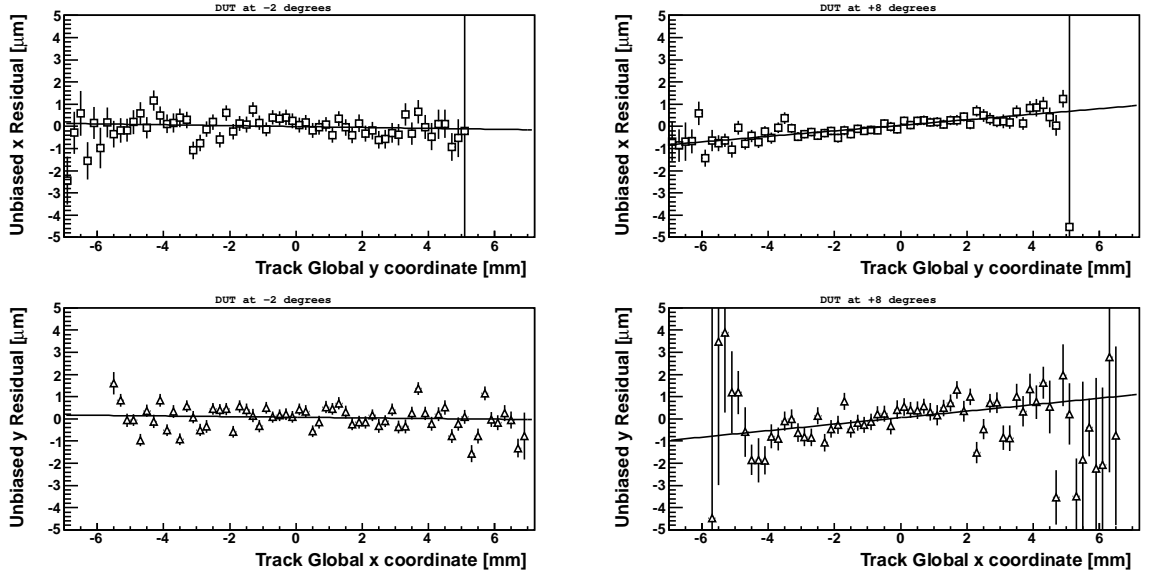 DUT at −2 degrees
Unbiased x Residual [μm]
5
4
3
2
1
0
-1
-2
-3
-4
-5
-6 -4 -2 0 2 4 6
Track Global y coordinate [mm]
DUT at +8 degrees
Unbiased x Residual [μm]
5
4
3
2
1
0
-1
-2
-3
-4
-5
-6 -4 -2 0 2 4 6
Track Global y coordinate [mm]
DUT at −2 degrees
Unbiased y Residual [μm]
5
4
3
2
1
0
-1
-2
-3
-4
-5
-6 -4 -2 0 2 4 6
Track Global x coordinate [mm]
DUT at +8 degrees
Unbiased y Residual [μm]
5
4
3
2
1
0
-1
-2
-3
-4
-5
-6 -4 -2 0 2 4 6
Track Global x coordinate [mm]